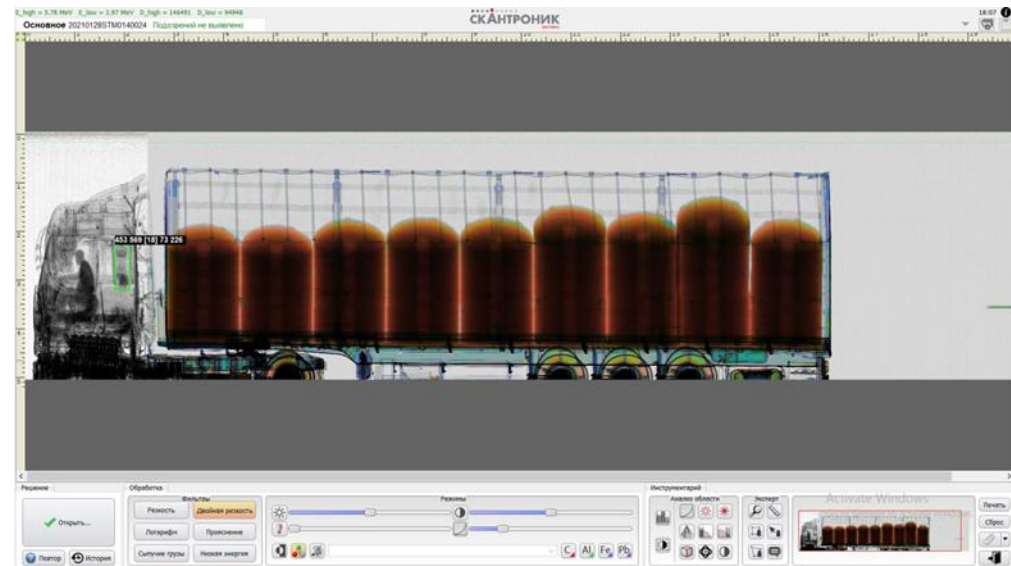 E_high = 5.78 MeV E_low = 3.97 MeV D_high = 146491 D_low = 94948
18:07
Основное 20210128STM0140024 Подозрений не выявлено
СКАНТРОНИК
453 569 [18] 73 226
Решение
Обработка
Инструментарий
Фильтры
Режимы
Анализ области
Эксперт
Открыть...
Резкость
Двойная резкость
Логарифм
Прояснение
Сыпучие грузы
Низкая энергия
Повтор
История
C
Al
Fe
Pb
Activate Windows
Печать
Сброс